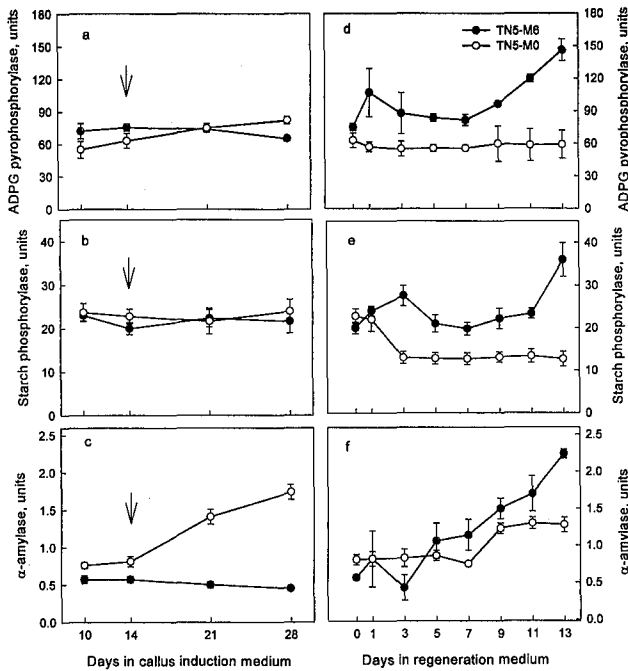 180
150
120
90
60
30
0
ADPG pyrophosphorylase, units
a
d
TN5-M6
TN5-M0
180
150
120
90
60
30
0
ADPG pyrophosphorylase, units
40
30
20
10
0
Starch phosphorylase, units
b
e
40
30
20
10
0
Starch phosphorylase, units
2.5
2.0
1.5
1.0
0.5
0.0
α-amylase, units
c
f
2.5
2.0
1.5
1.0
0.5
0.0
α-amylase, units
10 14 21 28
0 1 3 5 7 9 11 13
Days in callus induction medium
Days in regeneration medium